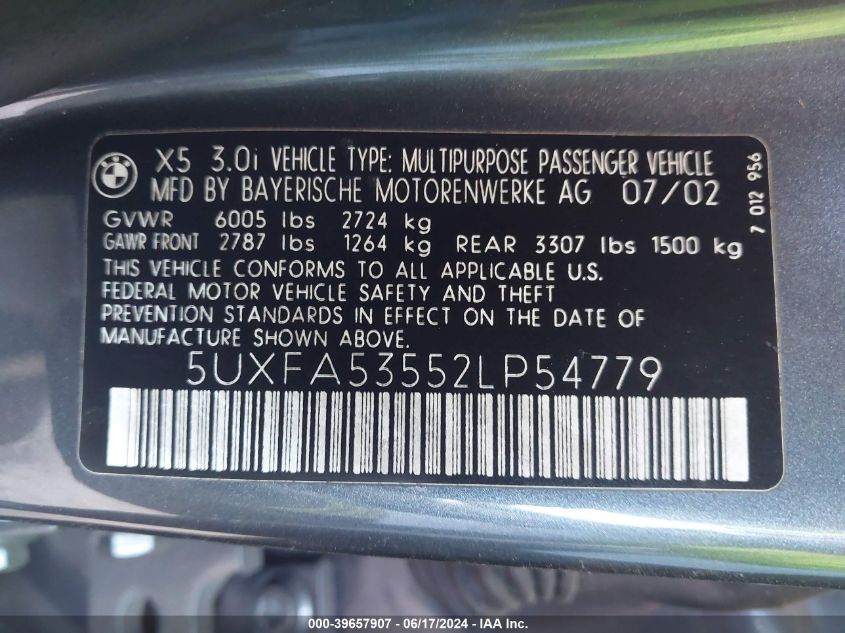 BMW
X5 3.0i VEHICLE TYPE: MULTIPURPOSE PASSENGER VEHICLE
MFD BY BAYERISCHE MOTORENWERKE AG 07/02
GVWR 6005 lbs 2724 kg
GAWR FRONT 2787 lbs 1264 kg REAR 3307 lbs 1500 kg
THIS VEHICLE CONFORMS TO ALL APPLICABLE U.S.
FEDERAL MOTOR VEHICLE SAFETY AND THEFT
PREVENTION STANDARDS IN EFFECT ON THE DATE OF
MANUFACTURE SHOWN ABOVE.
5UXFA53552LP54779
7 012 956
000-39657907 - 06/17/2024 - IAAI, Inc.